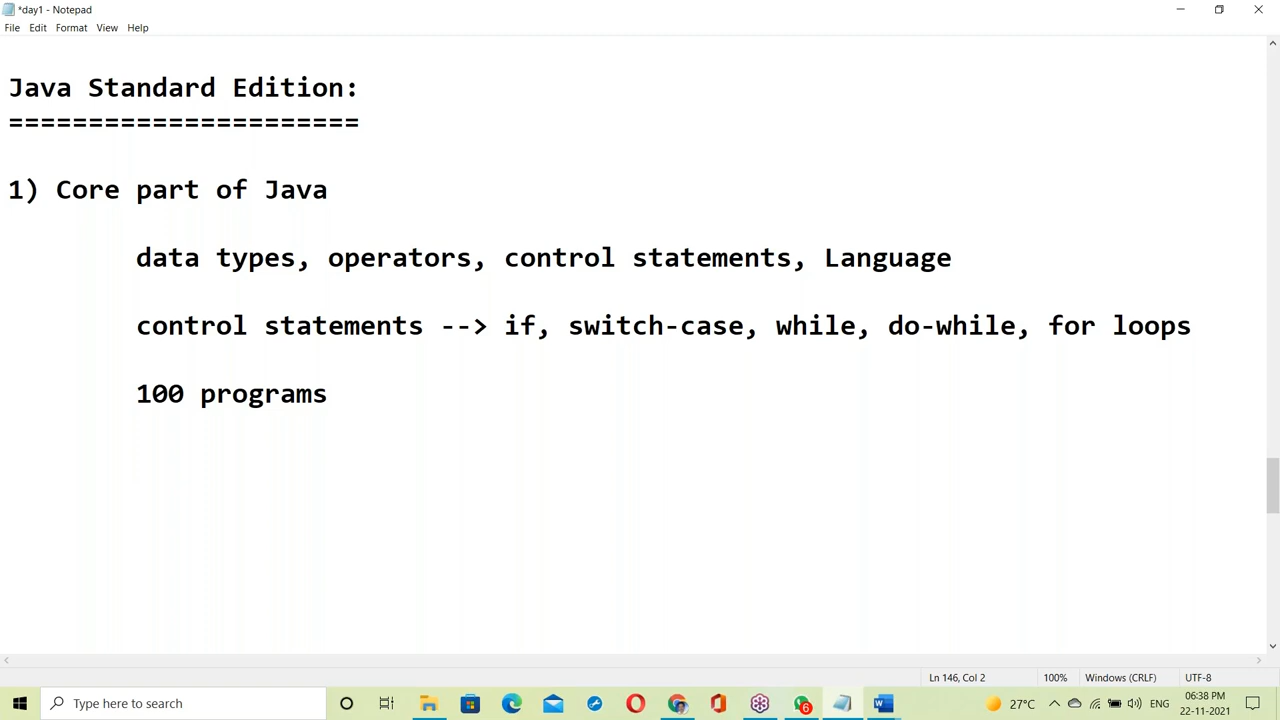 *day1 - Notepad
File Edit Format View Help
Java Standard Edition:
======================
1) Core part of Java
data types, operators, control statements, Language
control statements --> if, switch-case, while, do-while, for loops
100 programs
Ln 146, Col 2 100% Windows (CRLF) UTF-8
Type here to search 6 27°C ENG 06:38 PM
22-11-2021